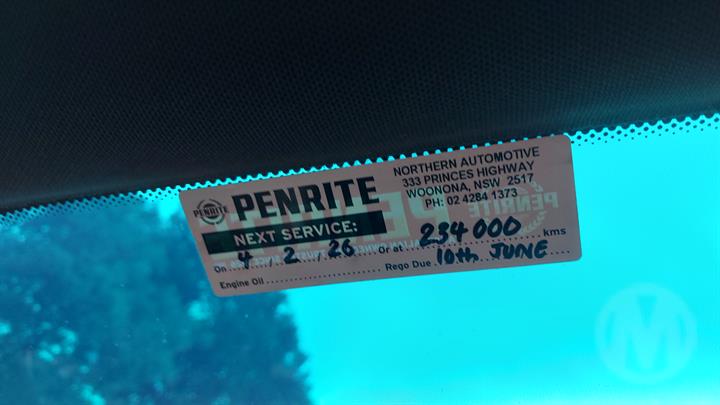 PENRITE
PENRITE
NORTHERN AUTOMOTIVE
333 PRINCES HIGHWAY
WOONONA, NSW 2517
PH: 02 4284 1373
NEXT SERVICE:
On 4 / 2 / 26 Or at 234000 kms
Engine Oil Rego Due 10th JUNE
M